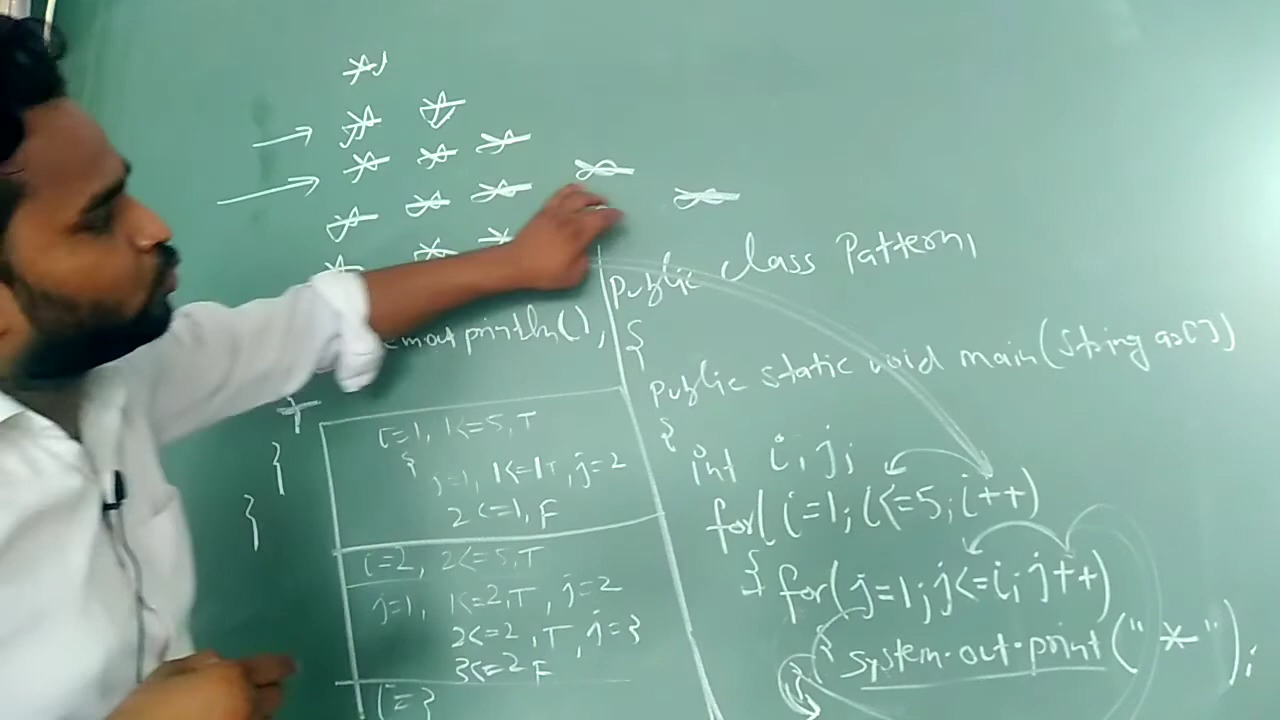 *
* *
* * *
* * * *
* * * *
out println();
}
}
}
i=1, 1<=5, T
{
j=1, 1<=1T, j=2
2<=1, F
i=2, 2<=5, T
j=1, 1<=2, T, j=2
2<=2, T, j=3
3<=2 F
i=3
public class Pattern1
{
public static void main(String as[])
{
int i, j;
for(i=1; i<=5; i++)
{ for(j=1; j<=i; j++)
{ System.out.print("*");
}